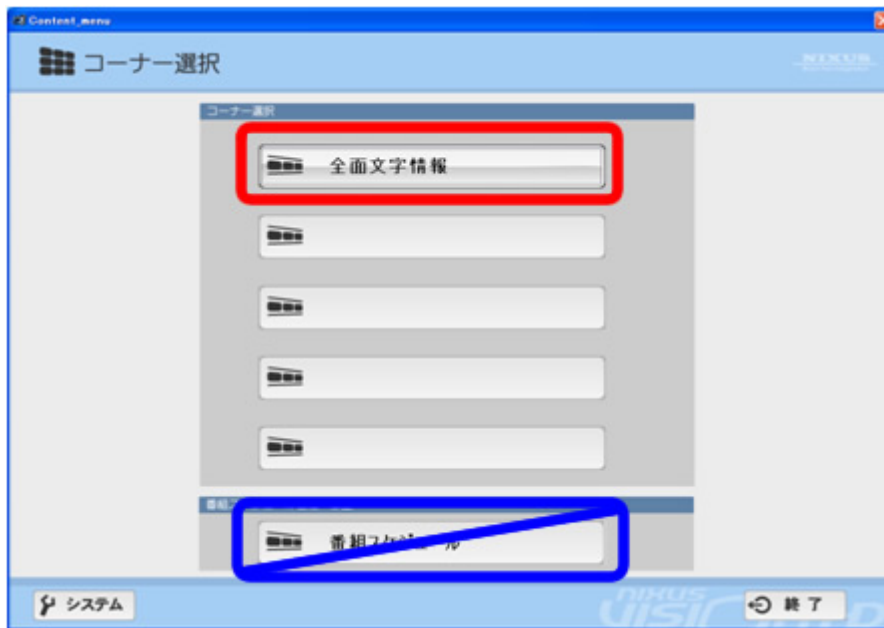 Content_menu
コーナー選択
NIXUS
コーナー選択
全面文字情報
番組スケジュール
システム
NIXUS
終了